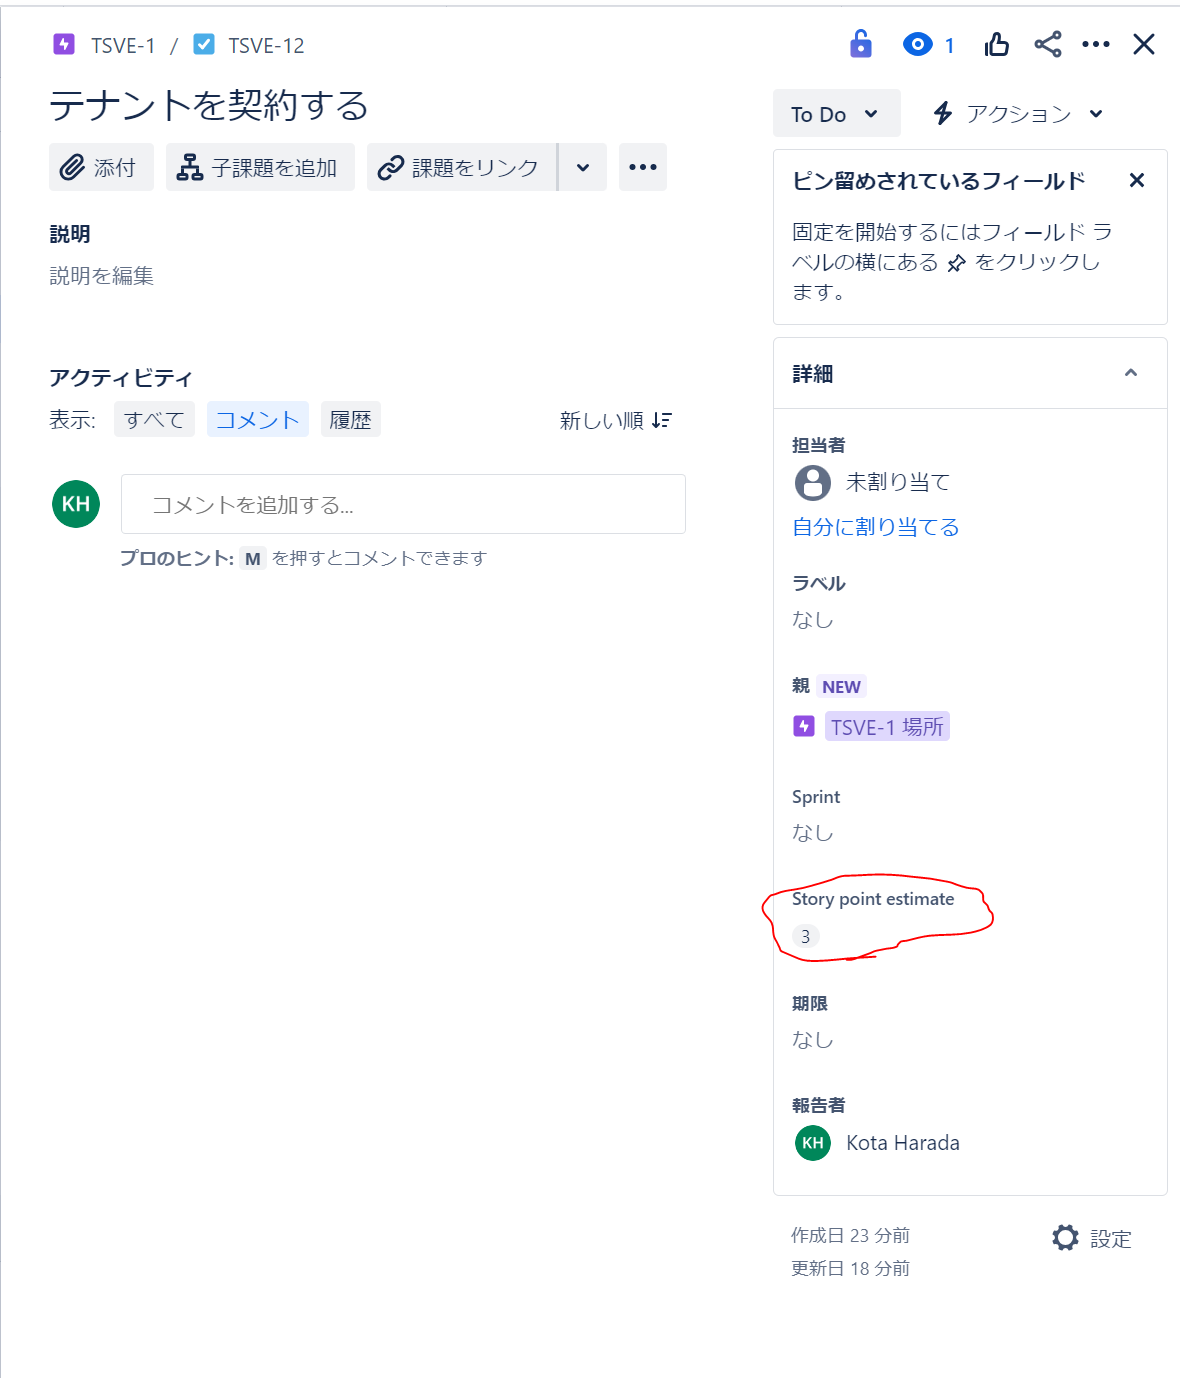 TSVE-1 / TSVE-12
1
テナントを契約する
To Do
アクション
添付
子課題を追加
課題をリンク
説明
説明を編集
アクティビティ
表示:
すべて
コメント
履歴
新しい順
KH
コメントを追加する...
プロのヒント: M を押すとコメントできます
ピン留めされているフィールド
固定を開始するにはフィールド ラ
ベルの横にある をクリックし
ます。
詳細
担当者
未割り当て
自分に割り当てる
ラベル
なし
親 NEW
TSVE-1 場所
Sprint
なし
Story point estimate
3
期限
なし
報告者
KH Kota Harada
作成日 23 分前
更新日 18 分前
設定